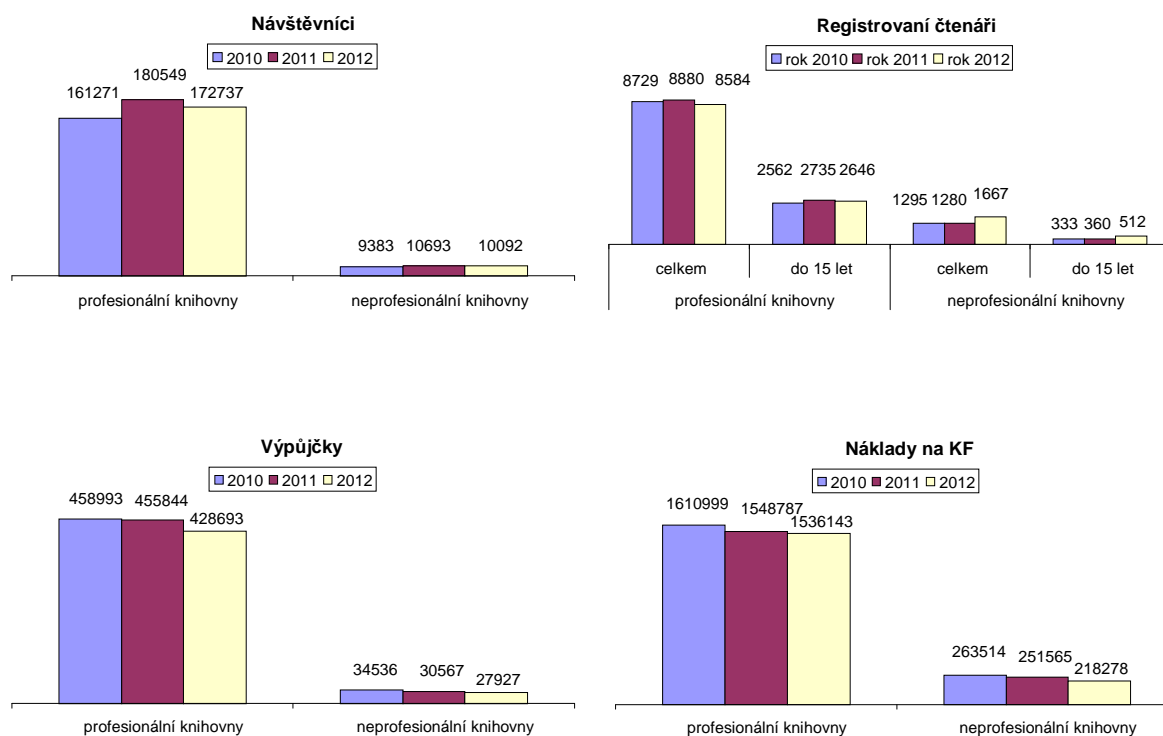 Návštěvníci
2010 2011 2012
161271 180549 172737
9383 10693 10092
profesionální knihovny neprofesionální knihovny
Registrovaní čtenáři
rok 2010 rok 2011 rok 2012
8729 8880 8584
2562 2735 2646
1295 1280 1667
333 360 512
celkem do 15 let celkem do 15 let
profesionální knihovny neprofesionální knihovny
Výpůjčky
2010 2011 2012
458993 455844 428693
34536 30567 27927
profesionální knihovny neprofesionální knihovny
Náklady na KF
2010 2011 2012
1610999 1548787 1536143
263514 251565 218278
profesionální knihovny neprofesionální knihovny